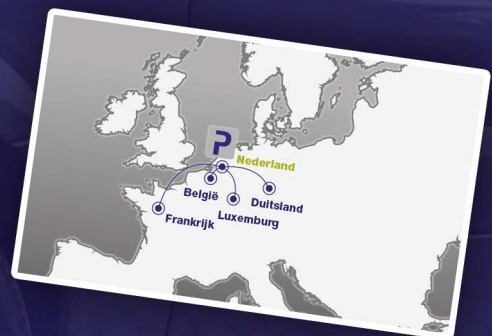 P
Nederland
België
Duitsland
Luxemburg
Frankrijk